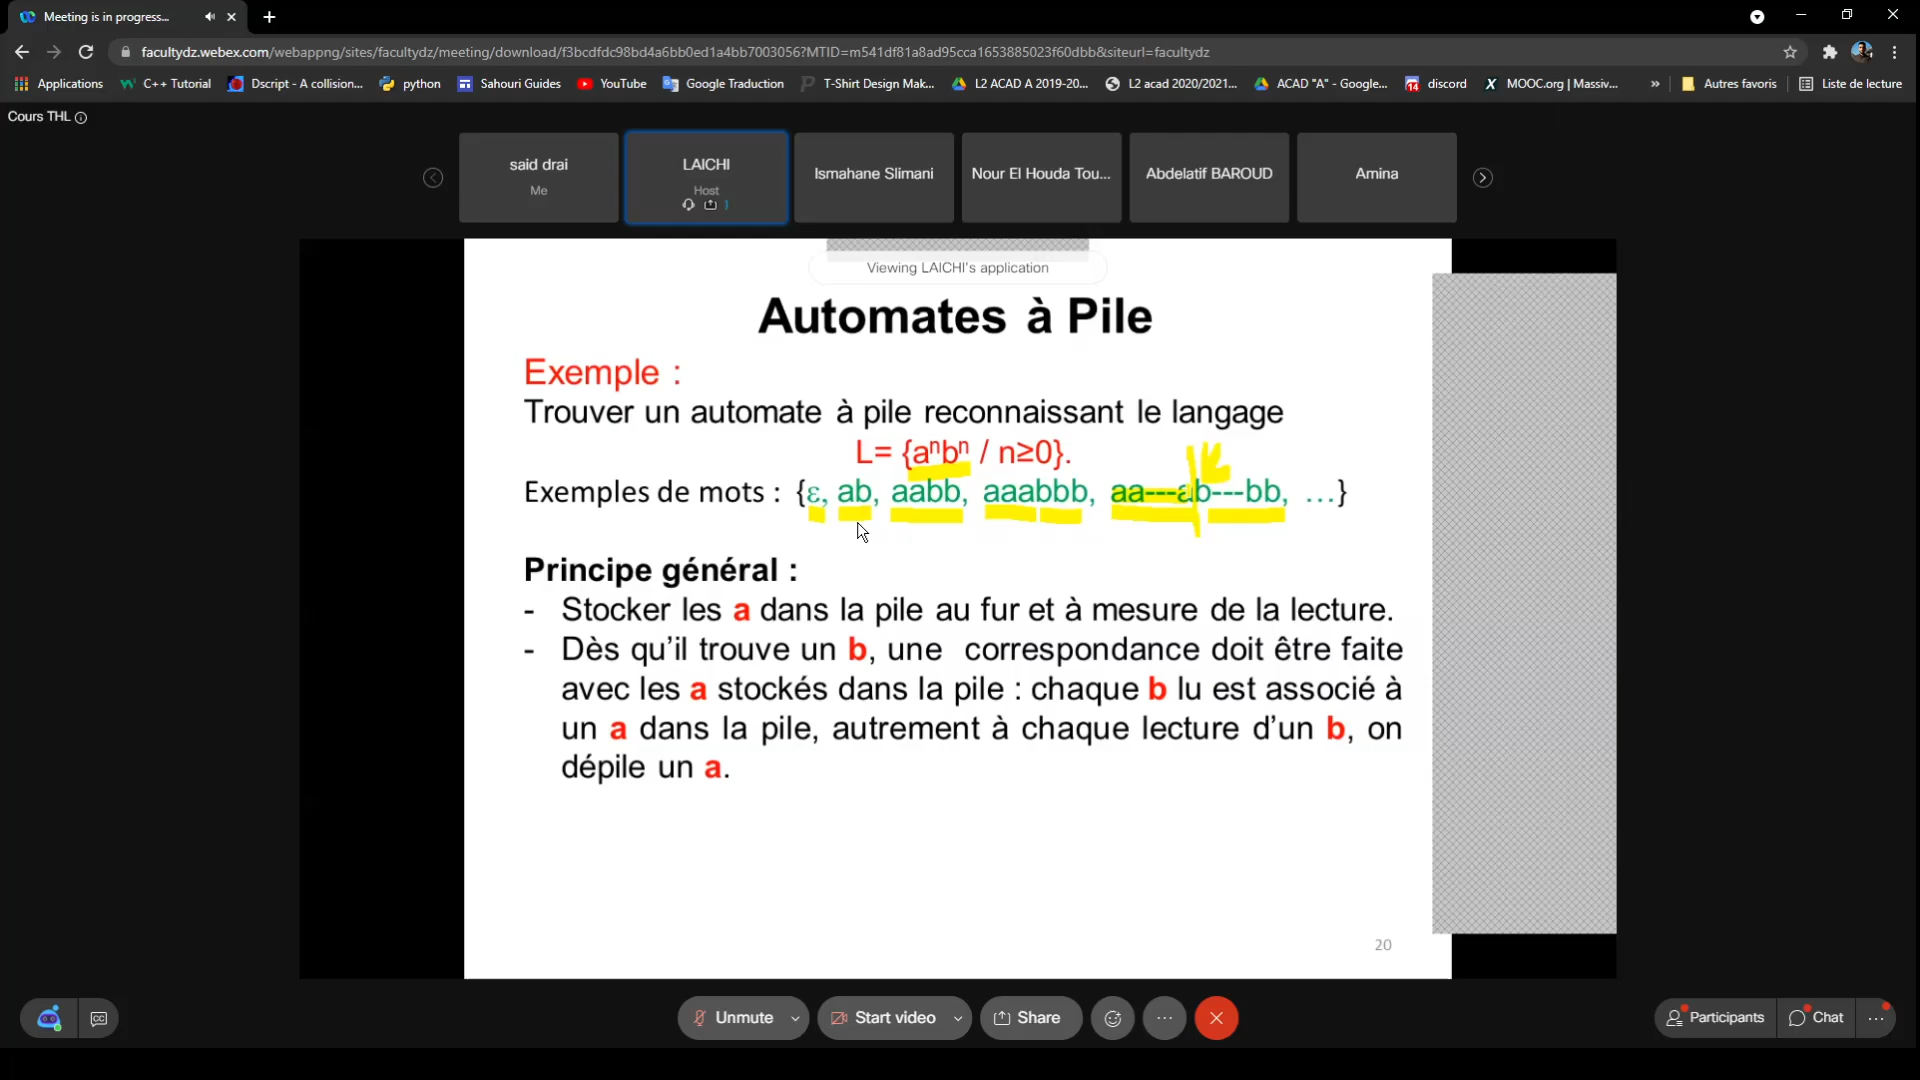 Meeting is in progress...
facultydz.webex.com/webappng/sites/facultydz/meeting/download/f3bcdfdc98bd4a6bb0ed1a4bb7003056?MTID=m541df81a8ad95cca1653885023f60dbb&siteurl=facultydz
Applications C++ Tutorial Dscript - A collision... python Sahouri Guides YouTube Google Traduction T-Shirt Design Mak... L2 ACAD A 2019-20... L2 acad 2020/2021... ACAD "A" - Google... 14 discord X MOOC.org | Massiv... » Autres favoris Liste de lecture
Cours THL
said drai
Me
LAICHI
Host
Ismahane Slimani
Nour El Houda Tou...
Abdelatif BAROUD
Amina
Viewing LAICHI's application
Automates à Pile
Exemple :
Trouver un automate à pile reconnaissant le langage
L= {aⁿbⁿ / n≥0}.
Exemples de mots : {ε, ab, aabb, aaabbb, aa---ab---bb, ...}
Principe général :
- Stocker les a dans la pile au fur et à mesure de la lecture.
- Dès qu'il trouve un b, une correspondance doit être faite
avec les a stockés dans la pile : chaque b lu est associé à
un a dans la pile, autrement à chaque lecture d'un b, on
dépile un a.
20
CC Unmute Start video Share Participants Chat